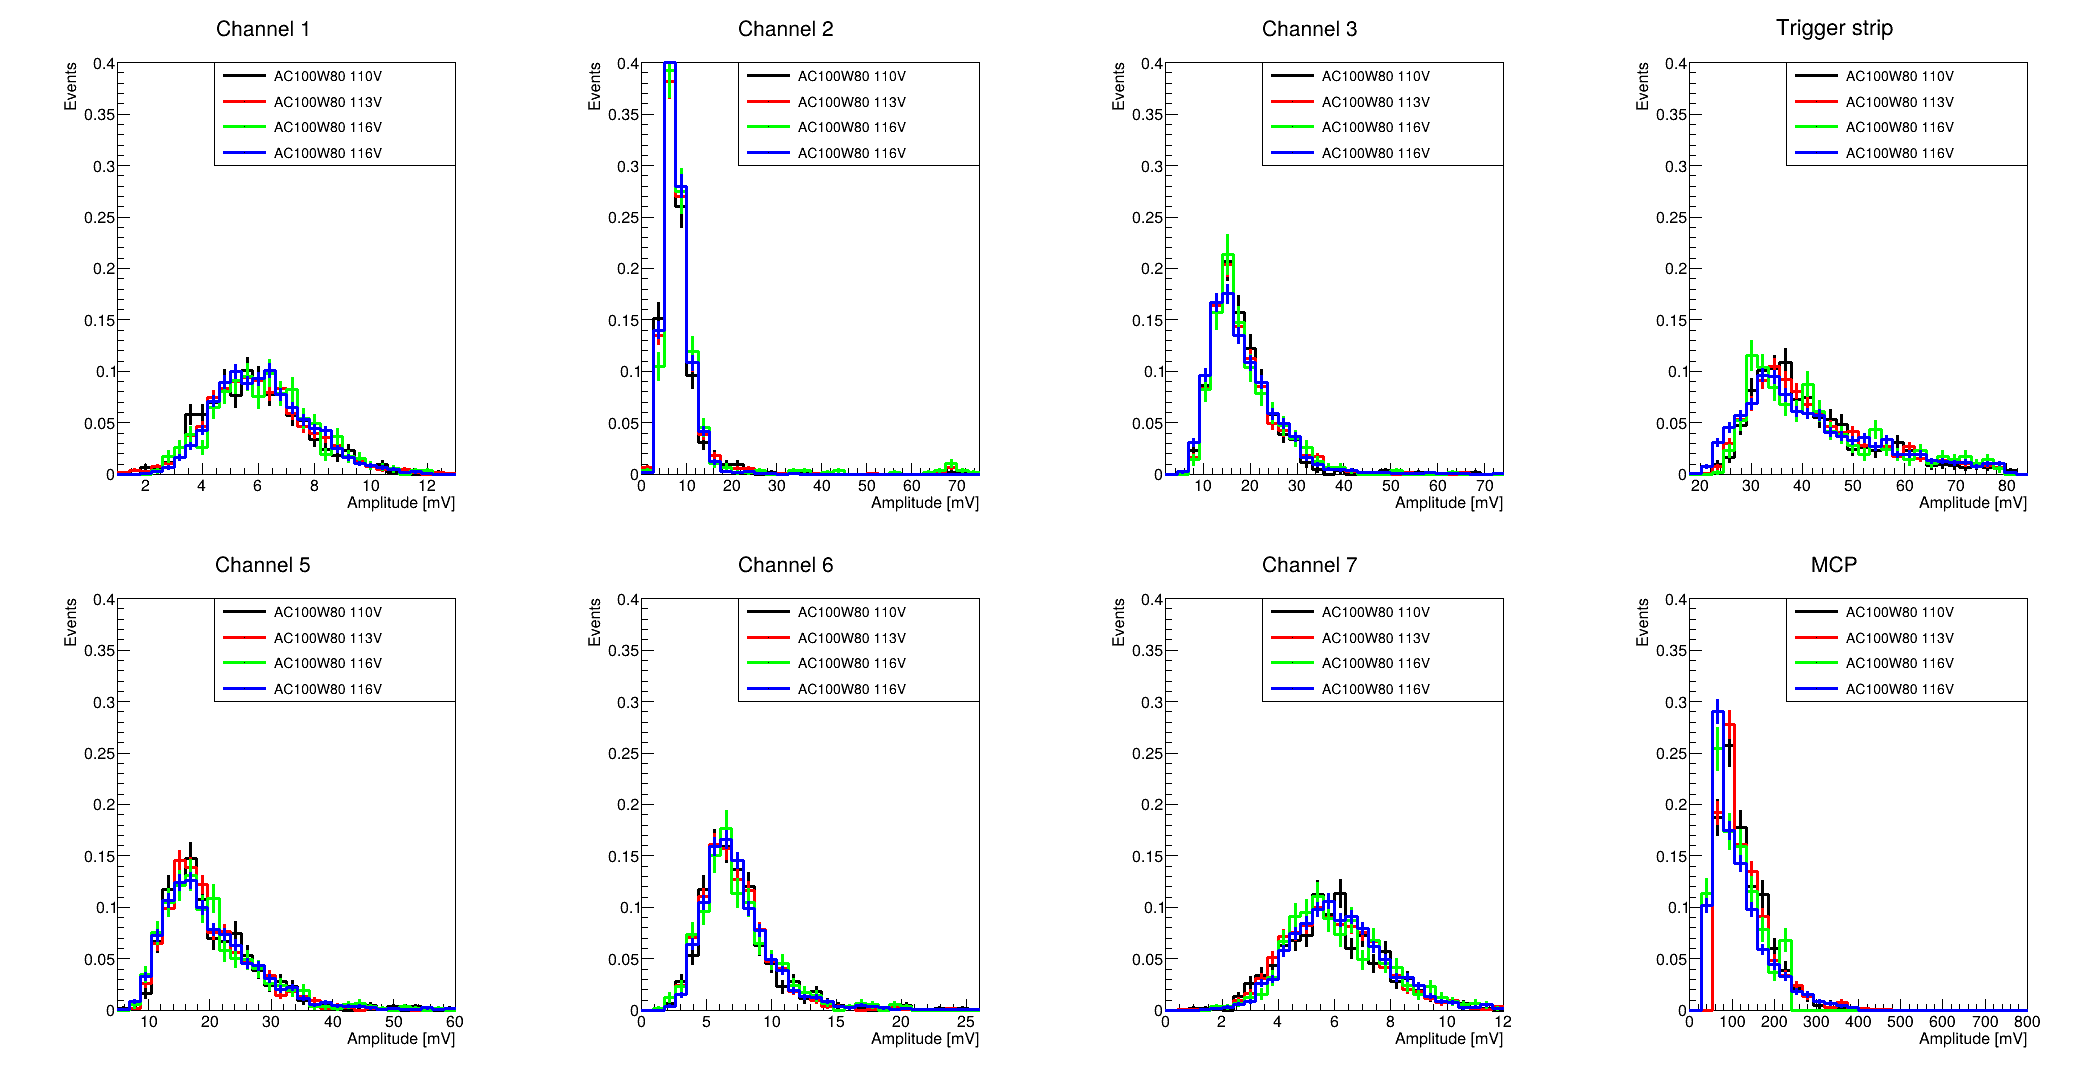 Channel 1
Events
0.4
0.35
0.3
0.25
0.2
0.15
0.1
0.05
0
AC100W80 110V
AC100W80 113V
AC100W80 116V
AC100W80 116V
2 4 6 8 10 12
Amplitude [mV]
Channel 2
Events
0.4
0.35
0.3
0.25
0.2
0.15
0.1
0.05
0
AC100W80 110V
AC100W80 113V
AC100W80 116V
AC100W80 116V
0 10 20 30 40 50 60 70
Amplitude [mV]
Channel 3
Events
0.4
0.35
0.3
0.25
0.2
0.15
0.1
0.05
0
AC100W80 110V
AC100W80 113V
AC100W80 116V
AC100W80 116V
10 20 30 40 50 60 70
Amplitude [mV]
Trigger strip
Events
0.4
0.35
0.3
0.25
0.2
0.15
0.1
0.05
0
AC100W80 110V
AC100W80 113V
AC100W80 116V
AC100W80 116V
20 30 40 50 60 70 80
Amplitude [mV]
Channel 5
Events
0.4
0.35
0.3
0.25
0.2
0.15
0.1
0.05
0
AC100W80 110V
AC100W80 113V
AC100W80 116V
AC100W80 116V
10 20 30 40 50 60
Amplitude [mV]
Channel 6
Events
0.4
0.35
0.3
0.25
0.2
0.15
0.1
0.05
0
AC100W80 110V
AC100W80 113V
AC100W80 116V
AC100W80 116V
0 5 10 15 20 25
Amplitude [mV]
Channel 7
Events
0.4
0.35
0.3
0.25
0.2
0.15
0.1
0.05
0
AC100W80 110V
AC100W80 113V
AC100W80 116V
AC100W80 116V
0 2 4 6 8 10 12
Amplitude [mV]
MCP
Events
0.4
0.35
0.3
0.25
0.2
0.15
0.1
0.05
0
AC100W80 110V
AC100W80 113V
AC100W80 116V
AC100W80 116V
0 100 200 300 400 500 600 700 800
Amplitude [mV]